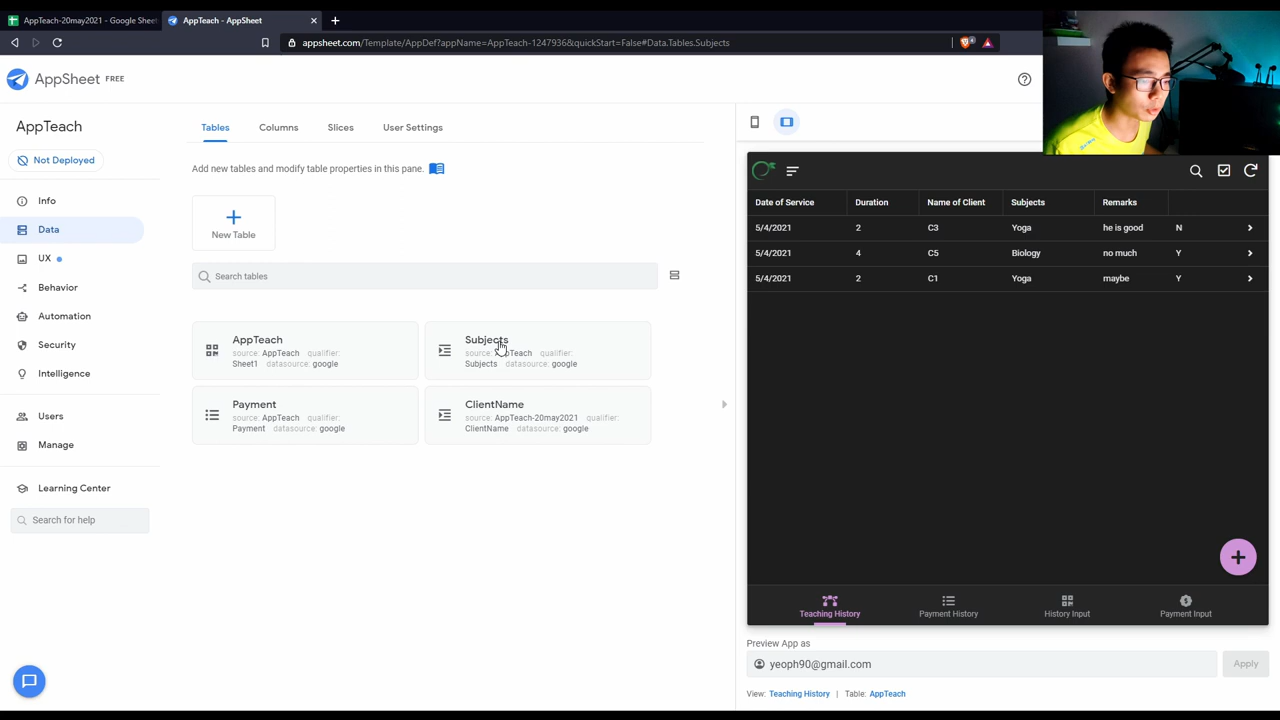 AppTeach-20may2021 - Google Sheet
AppTeach - AppSheet
appsheet.com/Template/AppDef?appName=AppTeach-1247936&quickStart=False#Data.Tables.Subjects
AppSheet FREE
AppTeach
Not Deployed
Info
Data
UX
Behavior
Automation
Security
Intelligence
Users
Manage
Learning Center
Search for help
Tables Columns Slices User Settings
Add new tables and modify table properties in this pane.
New Table
Search tables
AppTeach
source: AppTeach qualifier:
Sheet1 datasource: google
Subjects
source: AppTeach qualifier:
Subjects datasource: google
Payment
source: AppTeach qualifier:
Payment datasource: google
ClientName
source: AppTeach-20may2021 qualifier:
ClientName datasource: google
Date of Service Duration Name of Client Subjects Remarks
5/4/2021 2 C3 Yoga he is good N
5/4/2021 4 C5 Biology no much Y
5/4/2021 2 C1 Yoga maybe Y
Teaching History Payment History History Input Payment Input
Preview App as
yeoph90@gmail.com Apply
View: Teaching History | Table: AppTeach